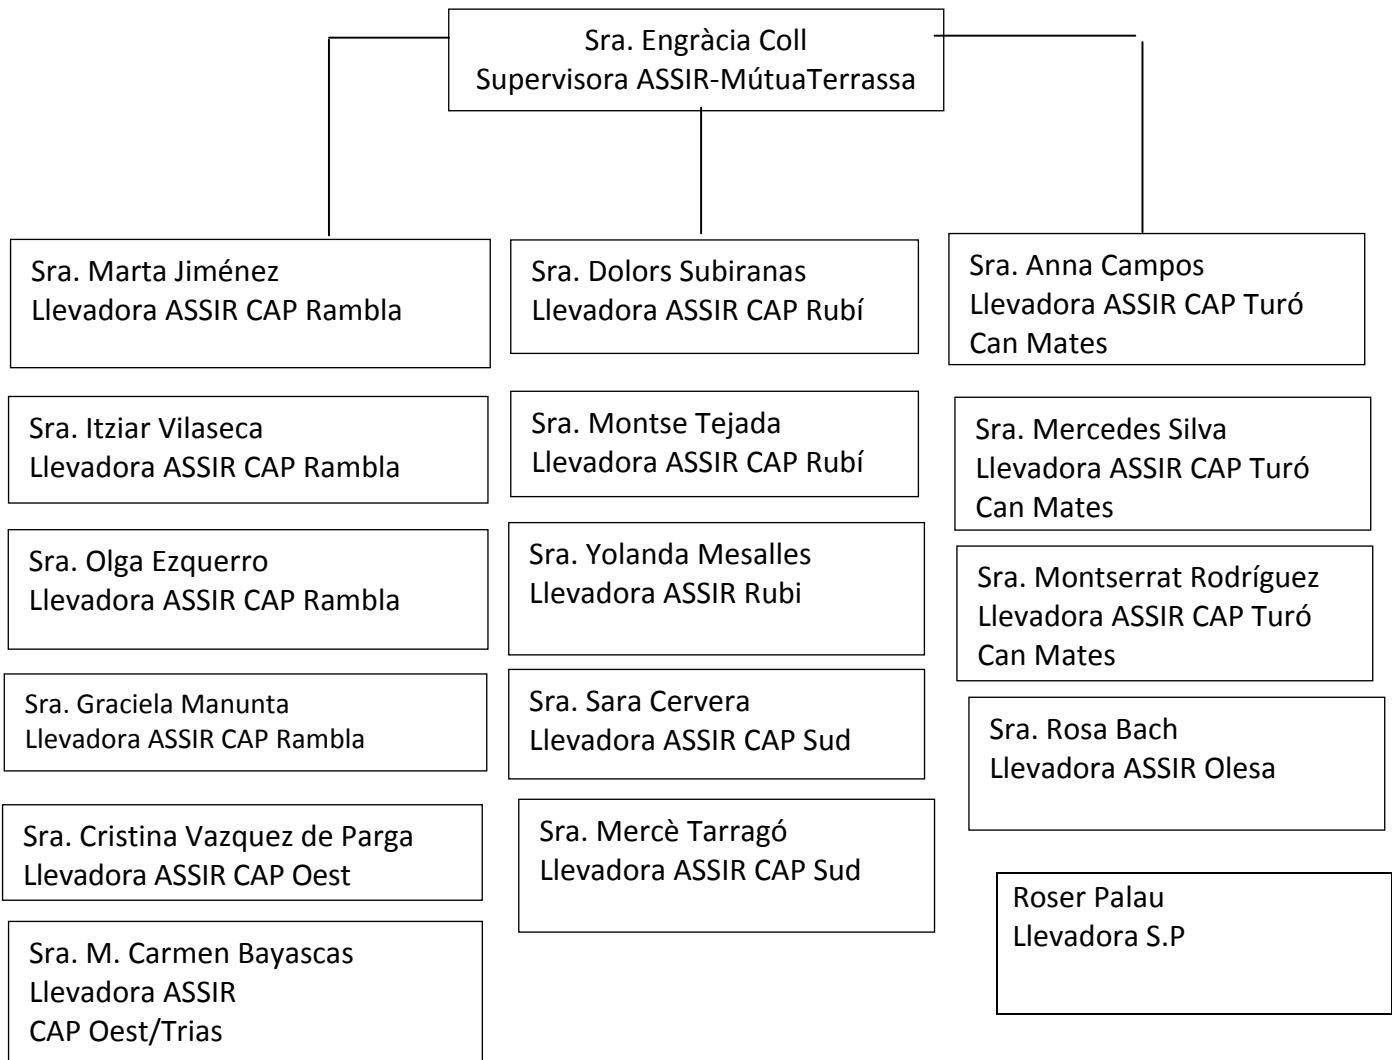 Sra. Engràcia Coll
Supervisora ASSIR-MútuaTerrassa
Sra. Marta Jiménez
Llevadora ASSIR CAP Rambla
Sra. Itziar Vilaseca
Llevadora ASSIR CAP Rambla
Sra. Olga Ezquerro
Llevadora ASSIR CAP Rambla
Sra. Graciela Manunta
Llevadora ASSIR CAP Rambla
Sra. Cristina Vazquez de Parga
Llevadora ASSIR CAP Oest
Sra. M. Carmen Bayascas
Llevadora ASSIR
CAP Oest/Trias
Sra. Dolors Subiranas
Llevadora ASSIR CAP Rubí
Sra. Montse Tejada
Llevadora ASSIR CAP Rubí
Sra. Yolanda Mesalles
Llevadora ASSIR Rubi
Sra. Sara Cervera
Llevadora ASSIR CAP Sud
Sra. Mercè Tarragó
Llevadora ASSIR CAP Sud
Sra. Anna Campos
Llevadora ASSIR CAP Turó
Can Mates
Sra. Mercedes Silva
Llevadora ASSIR CAP Turó
Can Mates
Sra. Montserrat Rodríguez
Llevadora ASSIR CAP Turó
Can Mates
Sra. Rosa Bach
Llevadora ASSIR Olesa
Roser Palau
Llevadora S.P